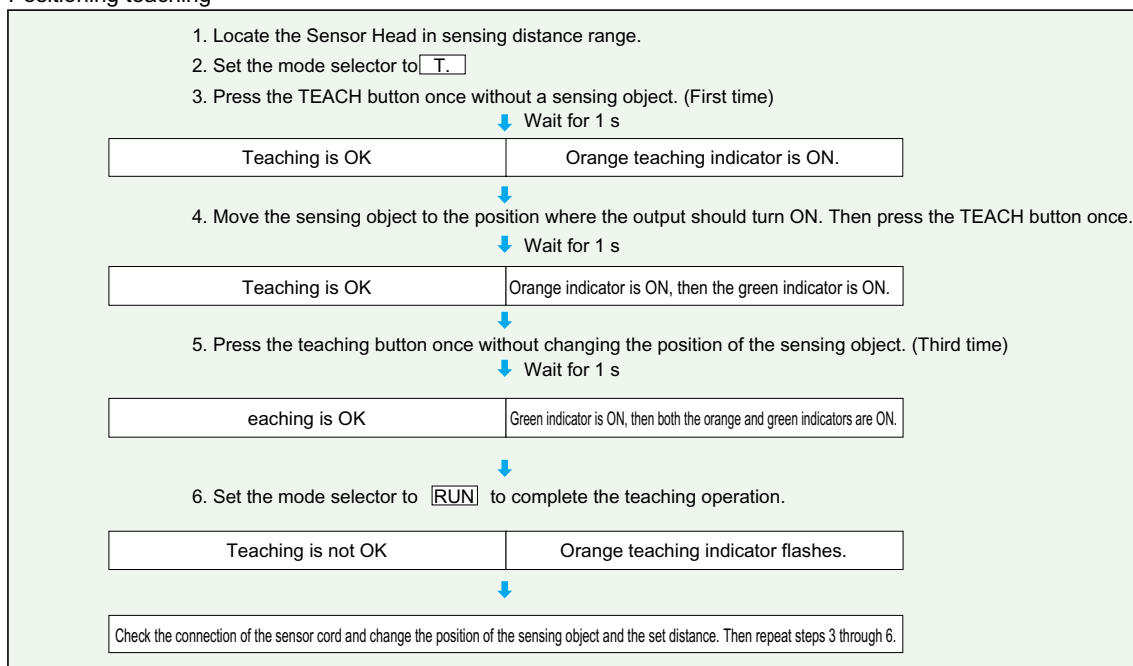 Positioning teaching
1. Locate the Sensor Head in sensing distance range.
2. Set the mode selector to T.
3. Press the TEACH button once without a sensing object. (First time)
Wait for 1 s
Teaching is OK Orange teaching indicator is ON.
4. Move the sensing object to the position where the output should turn ON. Then press the TEACH button once.
Wait for 1 s
Teaching is OK Orange indicator is ON, then the green indicator is ON.
5. Press the teaching button once without changing the position of the sensing object. (Third time)
Wait for 1 s
eaching is OK Green indicator is ON, then both the orange and green indicators are ON.
6. Set the mode selector to RUN to complete the teaching operation.
Teaching is not OK Orange teaching indicator flashes.
Check the connection of the sensor cord and change the position of the sensing object and the set distance. Then repeat steps 3 through 6.